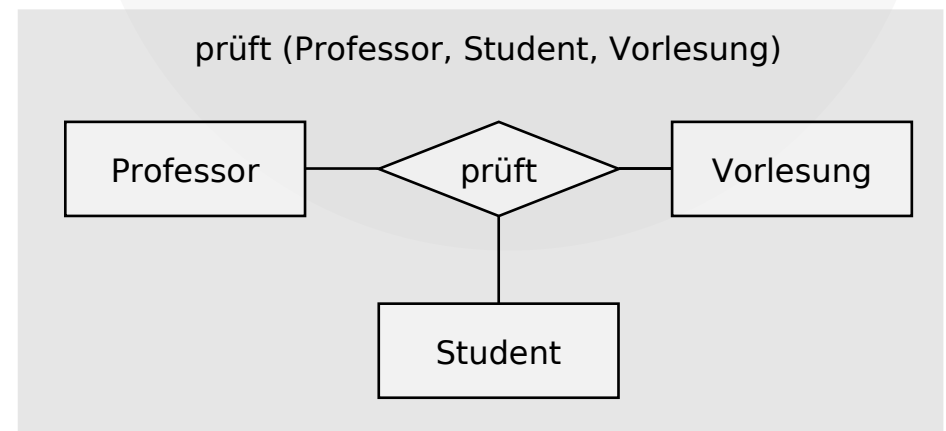 prüft (Professor, Student, Vorlesung)
Professor
prüft
Vorlesung
Student